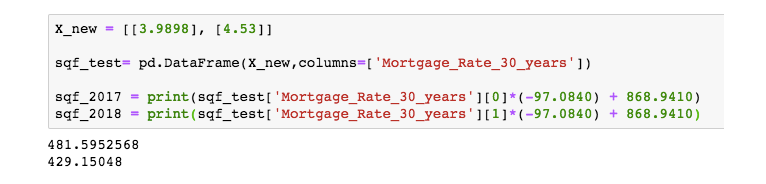 X_new = [[3.9898], [4.53]]
sqf_test= pd.DataFrame(X_new,columns=['Mortgage_Rate_30_years'])
sqf_2017 = print(sqf_test['Mortgage_Rate_30_years'][0]*(-97.0840) + 868.9410)
sqf_2018 = print(sqf_test['Mortgage_Rate_30_years'][1]*(-97.0840) + 868.9410)
481.5952568
429.15048